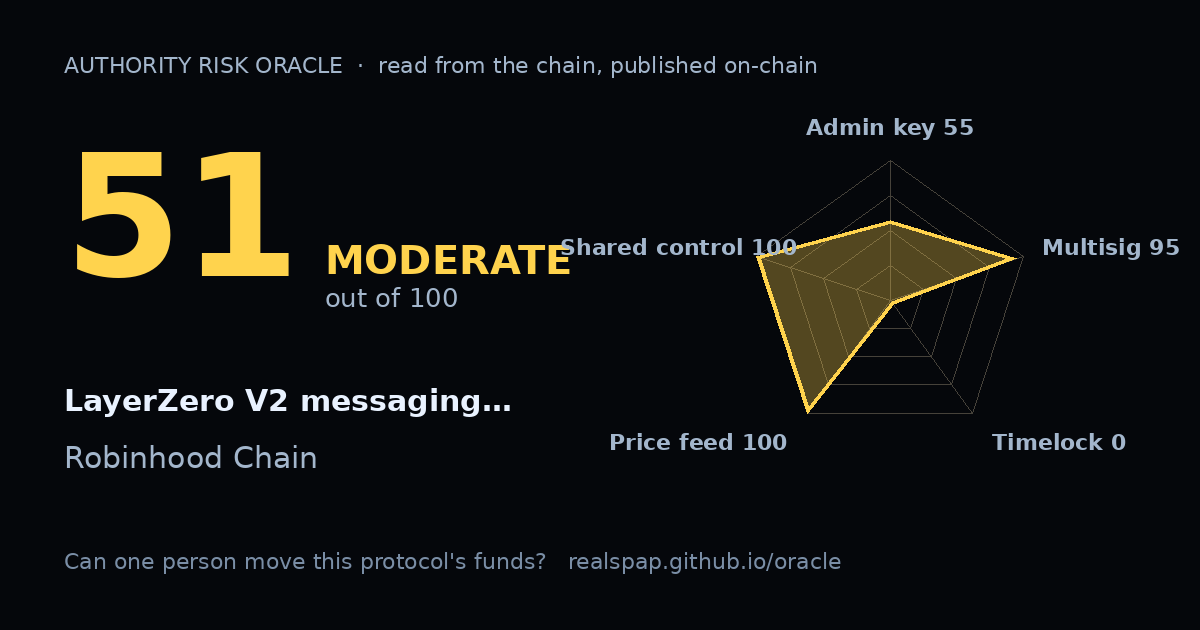 AUTHORITY RISK ORACLE · read from the chain, published on-chain
51
MODERATE
out of 100
LayerZero V2 messaging…
Robinhood Chain
Admin key 55
Shared control 100
Multisig 95
Price feed 100
Timelock 0
Can one person move this protocol's funds? realspap.github.io/oracle